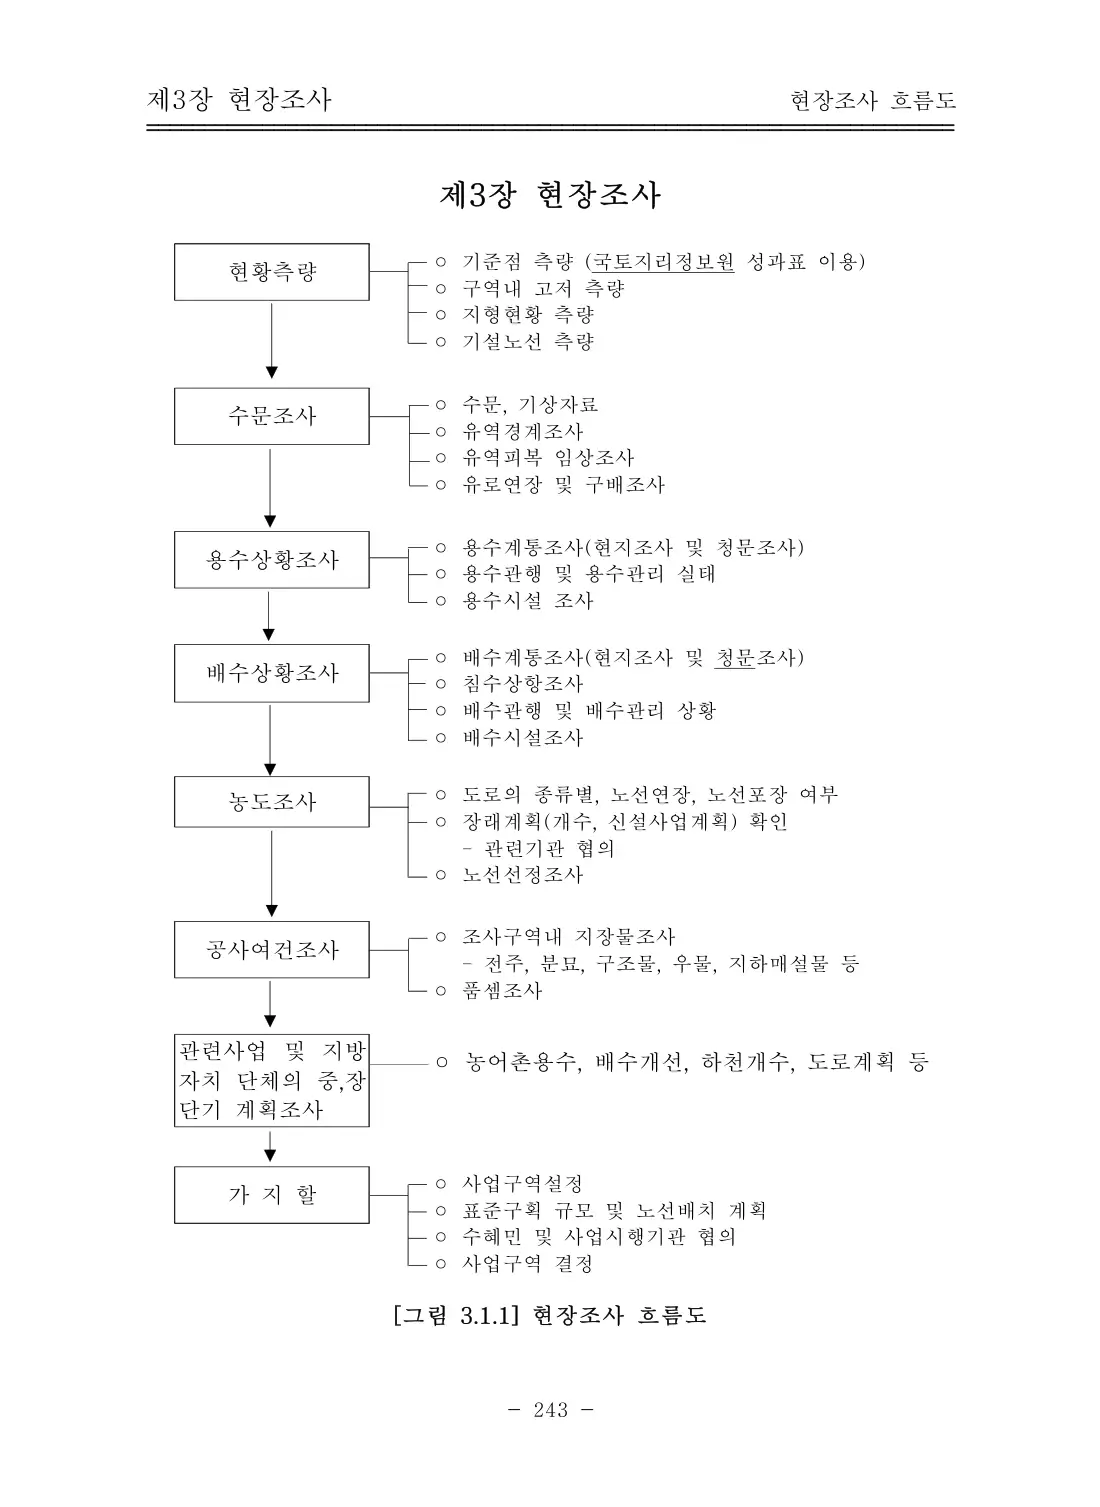 제3장 현장조사
현장조사 흐름도
제3장 현장조사
현황측량
○ 기준점 측량 (국토지리정보원 성과표 이용)
○ 구역내 고저 측량
○ 지형현황 측량
○ 기설노선 측량
수문조사
○ 수문, 기상자료
○ 유역경계조사
○ 유역피복 임상조사
○ 유로연장 및 구배조사
용수상황조사
○ 용수계통조사(현지조사 및 청문조사)
○ 용수관행 및 용수관리 실태
○ 용수시설 조사
배수상황조사
○ 배수계통조사(현지조사 및 청문조사)
○ 침수상항조사
○ 배수관행 및 배수관리 상황
○ 배수시설조사
농도조사
○ 도로의 종류별, 노선연장, 노선포장 여부
○ 장래계획(개수, 신설사업계획) 확인
- 관련기관 협의
○ 노선선정조사
공사여건조사
○ 조사구역내 지장물조사
- 전주, 분묘, 구조물, 우물, 지하매설물 등
○ 품셈조사
관련사업 및 지방
자치 단체의 중,장
단기 계획조사
○ 농어촌용수, 배수개선, 하천개수, 도로계획 등
가 지 할
○ 사업구역설정
○ 표준구획 규모 및 노선배치 계획
○ 수혜민 및 사업시행기관 협의
○ 사업구역 결정
[그림 3.1.1] 현장조사 흐름도
- 243 -